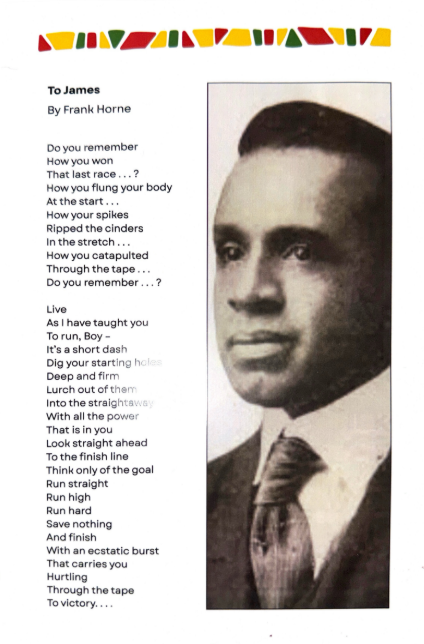 To James
By Frank Horne
Do you remember
How you won
That last race . . . ?
How you flung your body
At the start . . .
How your spikes
Ripped the cinders
In the stretch . . .
How you catapulted
Through the tape . . .
Do you remember . . . ?
Live
As I have taught you
To run, Boy –
It's a short dash
Dig your starting holes
Deep and firm
Lurch out of them
Into the straightaway
With all the power
That is in you
Look straight ahead
To the finish line
Think only of the goal
Run straight
Run high
Run hard
Save nothing
And finish
With an ecstatic burst
That carries you
Hurtling
Through the tape
To victory. . . .